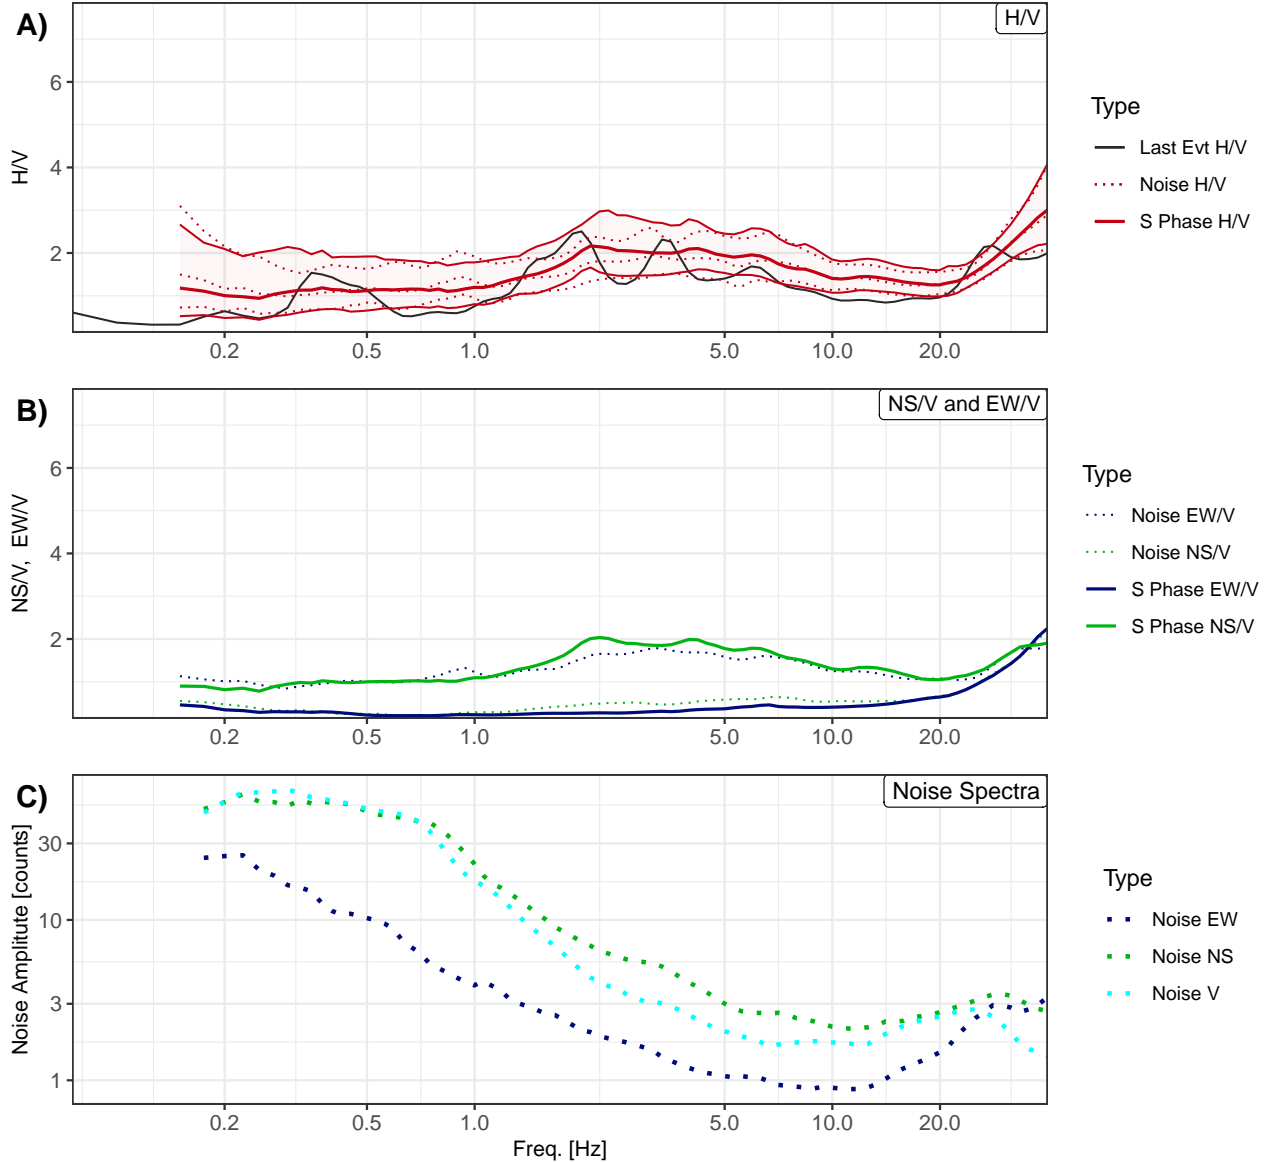 A)
H/V
H/V
6
4
2
0.2 0.5 1.0 5.0 10.0 20.0
Type
Last Evt H/V
Noise H/V
S Phase H/V
B)
NS/V and EW/V
NS/V, EW/V
6
4
2
0.2 0.5 1.0 5.0 10.0 20.0
Type
Noise EW/V
Noise NS/V
S Phase EW/V
S Phase NS/V
C)
Noise Spectra
Noise Amplitute [counts]
30
10
3
1
0.2 0.5 1.0 5.0 10.0 20.0
Freq. [Hz]
Type
Noise EW
Noise NS
Noise V